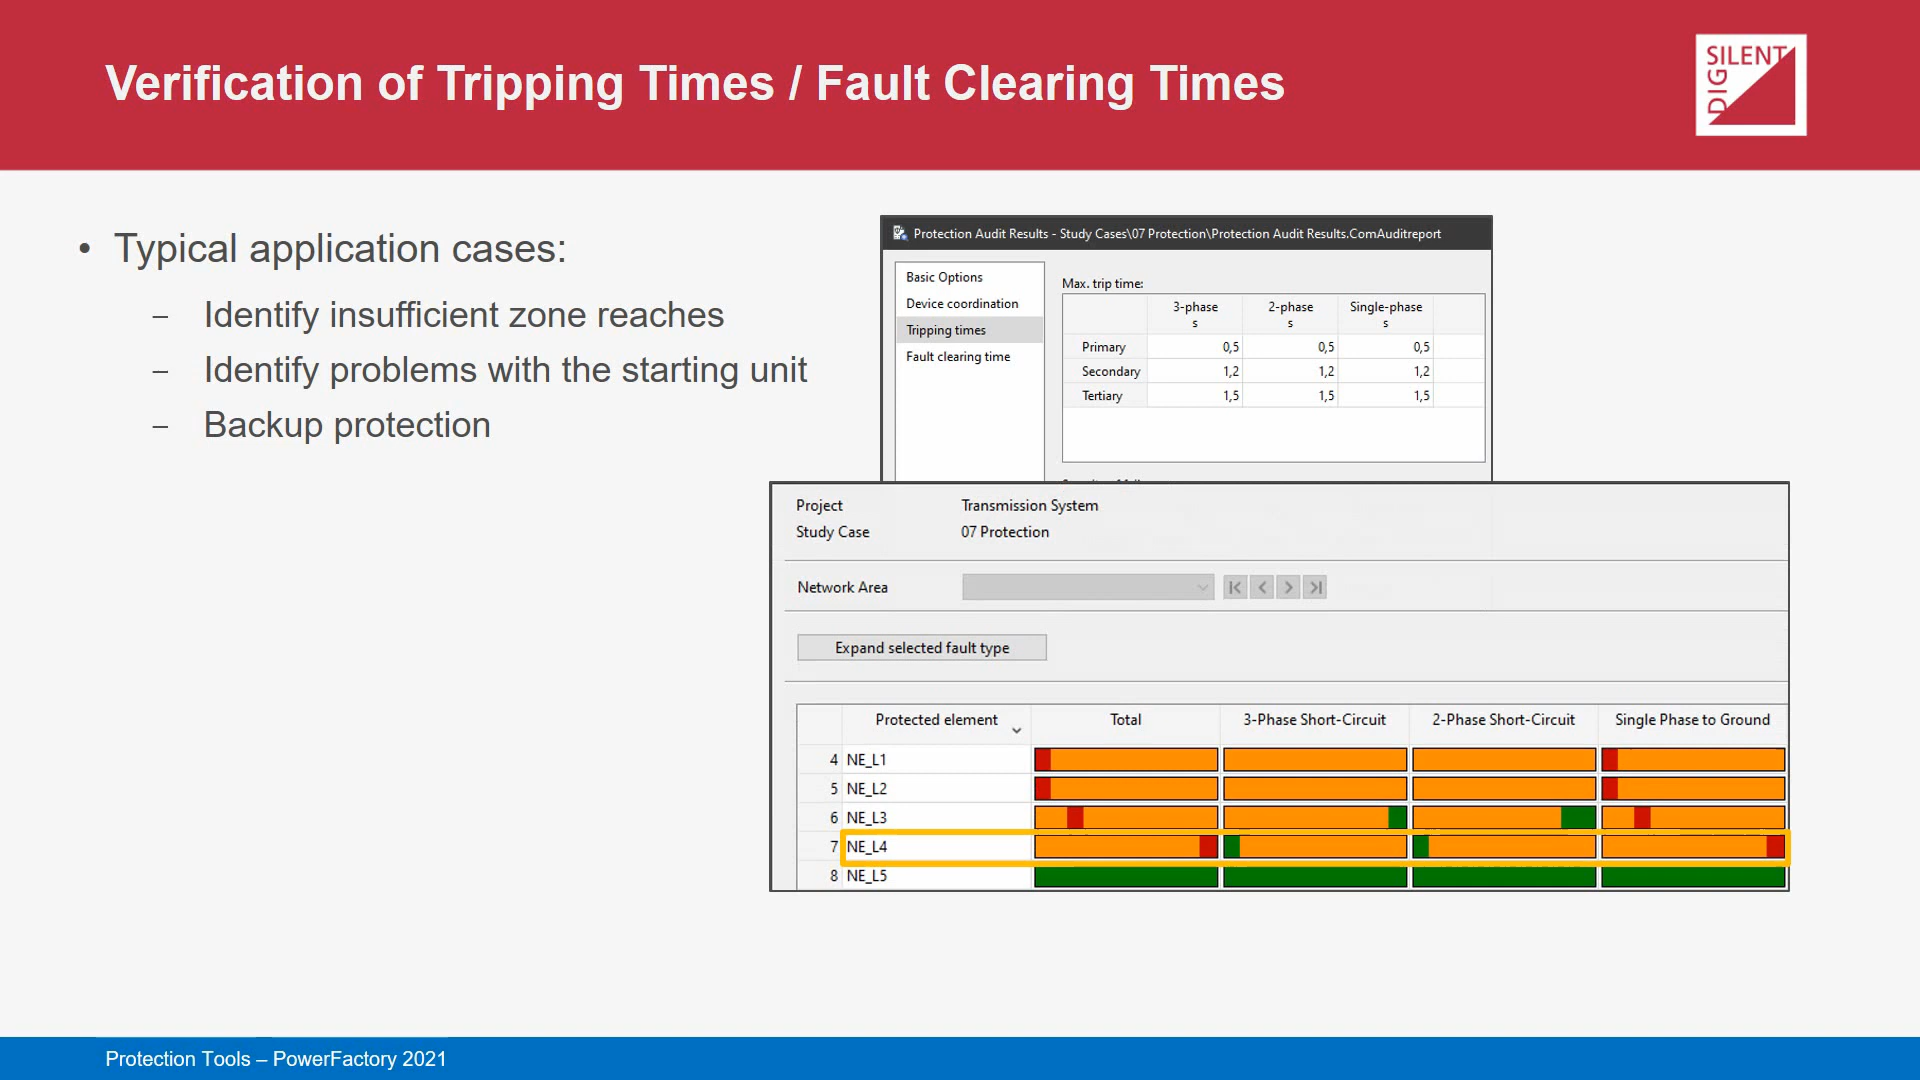 Verification of Tripping Times / Fault Clearing Times
DIG SILENT
• Typical application cases:
– Identify insufficient zone reaches
– Identify problems with the starting unit
– Backup protection
Protection Audit Results - Study Cases\07 Protection\Protection Audit Results.ComAuditreport
Basic Options
Device coordination
Tripping times
Fault clearing time
Max. trip time:
3-phase 2-phase Single-phase
s s s
Primary 0,5 0,5 0,5
Secondary 1,2 1,2 1,2
Tertiary 1,5 1,5 1,5
Project Transmission System
Study Case 07 Protection
Network Area
Expand selected fault type
Protected element Total 3-Phase Short-Circuit 2-Phase Short-Circuit Single Phase to Ground
4 NE_L1
5 NE_L2
6 NE_L3
7 NE_L4
8 NE_L5
Protection Tools – PowerFactory 2021